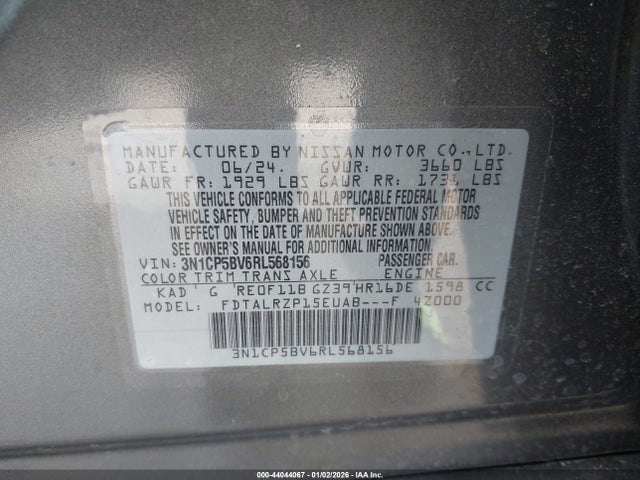 MANUFACTURED BY NISSAN MOTOR CO.,LTD.
DATE: 06/24. GVWR: 3660 LBS
GAWR FR: 1929 LBS GAWR RR: 1731 LBS
THIS VEHICLE CONFORMS TO ALL APPLICABLE FEDERAL MOTOR
VEHICLE SAFETY, BUMPER AND THEFT PREVENTION STANDARDS
IN EFFECT ON THE DATE OF MANUFACTURE SHOWN ABOVE.
SEE OWNER'S MANUAL FOR ADDITIONAL INFORMATION.
VIN: 3N1CP5BV6RL568156 PASSENGER CAR.
COLOR TRIM TRANS AXLE ENGINE
KAD G RE0F11B GZ39 HR16DE 1598 CC
MODEL: FDTALRZP15EUAB---F 4Z000
3N1CP5BV6RL568156
000-44044067 | 01/02/2026 | IAA Inc.